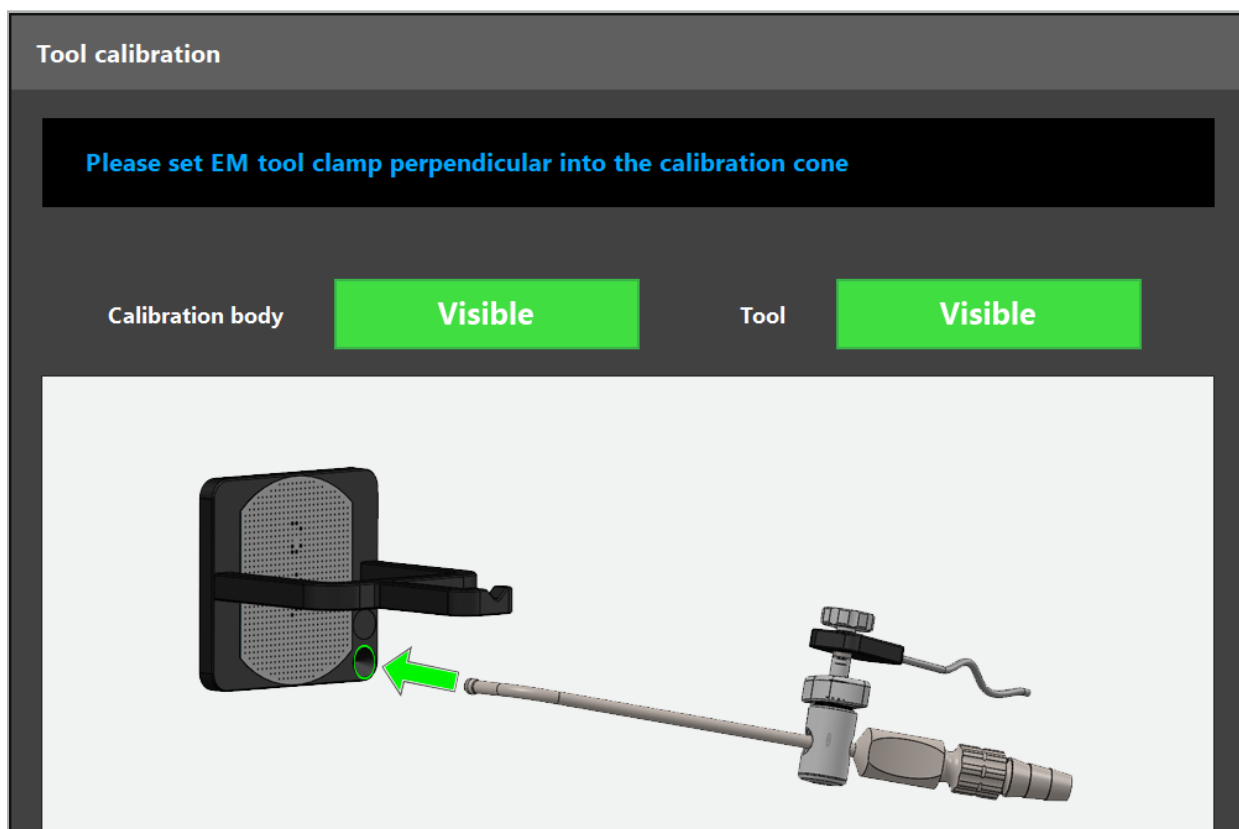 Tool calibration
Please set EM tool clamp perpendicular into the calibration cone
Calibration body
Visible
Tool
Visible